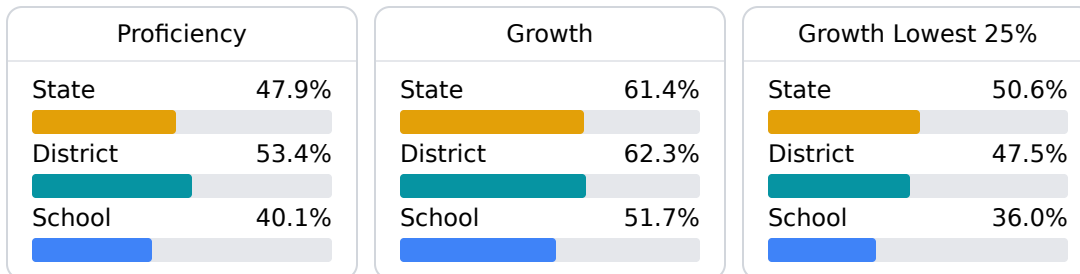 Proficiency
State 47.9%
District 53.4%
School 40.1%
Growth
State 61.4%
District 62.3%
School 51.7%
Growth Lowest 25%
State 50.6%
District 47.5%
School 36.0%